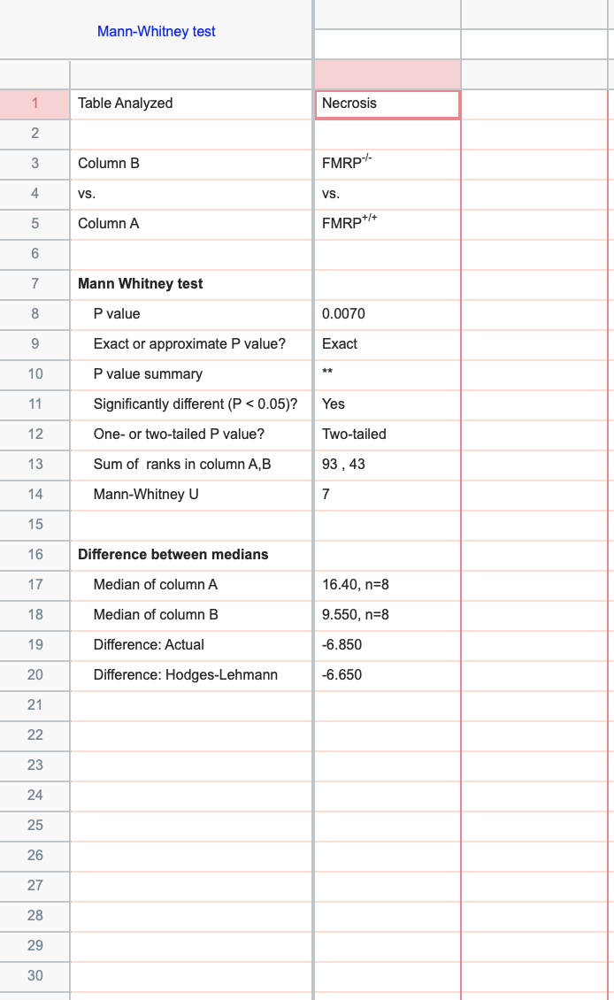 Mann-Whitney test
1 Table Analyzed Necrosis
2
3 Column B FMRP-/-
4 vs. vs.
5 Column A FMRP+/+
6
7 Mann Whitney test
8 P value 0.0070
9 Exact or approximate P value? Exact
10 P value summary **
11 Significantly different (P < 0.05)? Yes
12 One- or two-tailed P value? Two-tailed
13 Sum of  ranks in column A,B 93 , 43
14 Mann-Whitney U 7
15
16 Difference between medians
17 Median of column A 16.40, n=8
18 Median of column B 9.550, n=8
19 Difference: Actual -6.850
20 Difference: Hodges-Lehmann -6.650
21
22
23
24
25
26
27
28
29
30